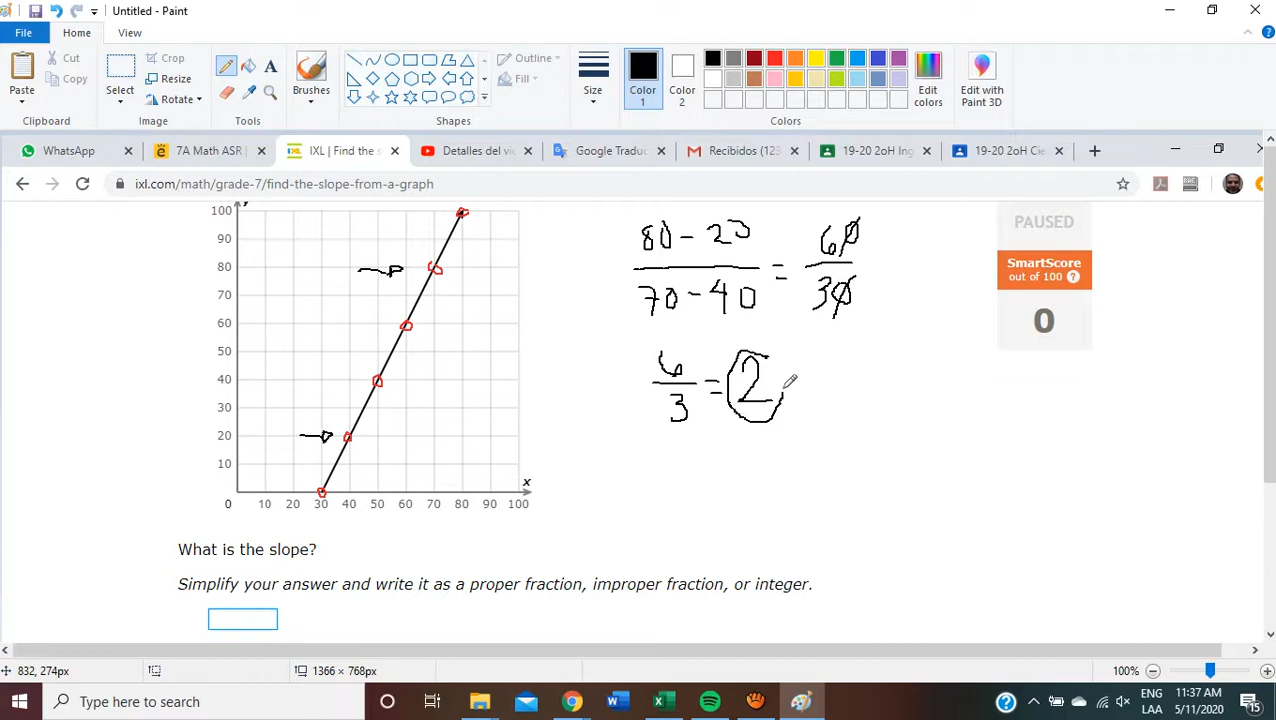 Untitled - Paint
File Home View
Paste Cut Copy Clipboard
Select Crop Resize Rotate Image
A Tools
Brushes
Outline Fill Shapes
Size
Color 1 Color 2 Edit colors Edit with Paint 3D Colors
WhatsApp 7A Math ASR | IXL | Find the s Detalles del vi Google Traduc Recibidos (123 19-20 2oH Ing 19-20 2oH Cie
ixl.com/math/grade-7/find-the-slope-from-a-graph
y
100
90
80
70
60
50
40
30
20
10
0 10 20 30 40 50 60 70 80 90 100
x
80 - 20
70 - 40
=
60
30
6
3
= 2
PAUSED
SmartScore
out of 100 ?
0
What is the slope?
Simplify your answer and write it as a proper fraction, improper fraction, or integer.
832, 274px 1366 × 768px 100%
Type here to search
ENG LAA
11:37 AM
5/11/2020
15